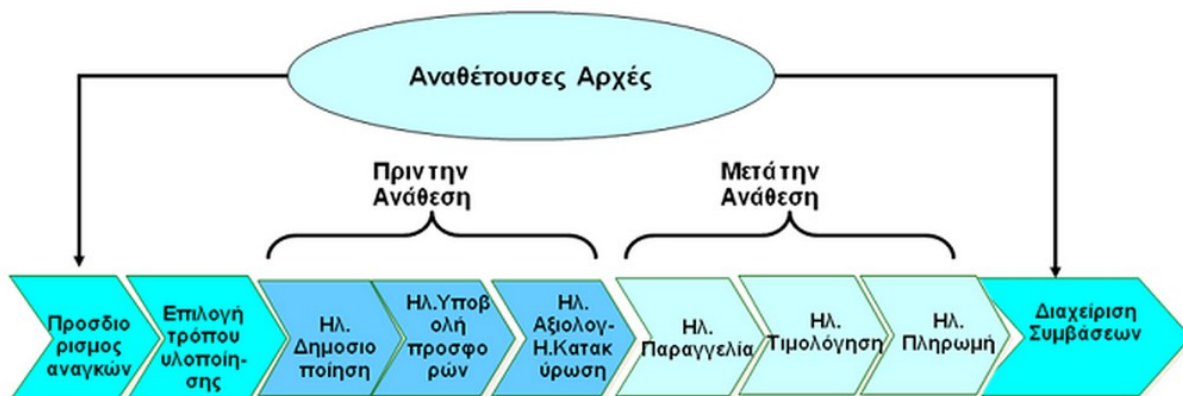 Αναθέτουσες Αρχές
Πριν την
Ανάθεση
Μετά την
Ανάθεση
Προσδιο
ρισμος
αναγκών
Επιλογή
τρόπου
υλοποίη-
σης
Ηλ.
Δημοσιο
ποίηση
Ηλ.Υποβ
ολή
προσφο
ρών
Ηλ.
Αξιολογ-
Η.Κατακ
ύρωση
Ηλ.
Παραγγελία
Ηλ.
Τιμολόγηση
Ηλ.
Πληρωμή
Διαχείριση
Συμβάσεων